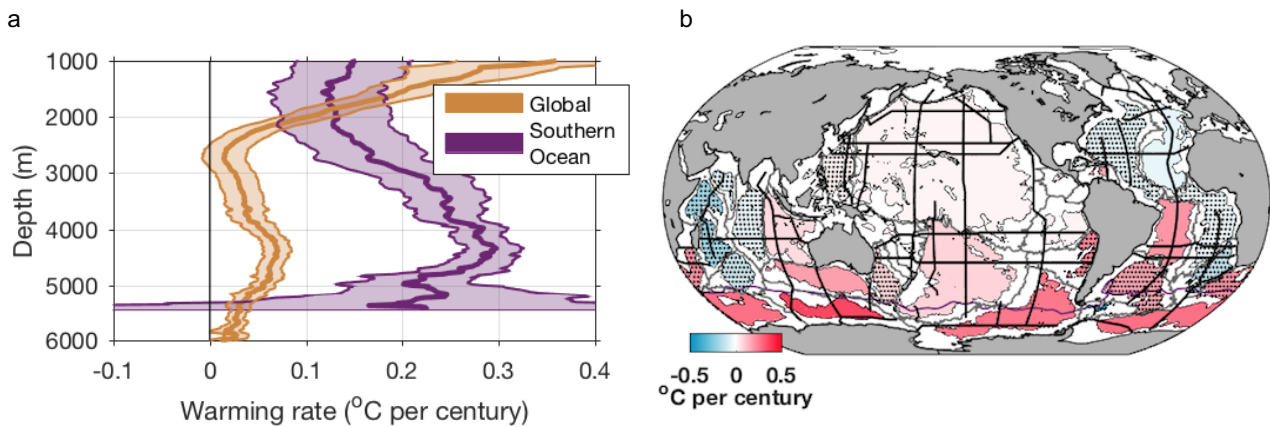 a
1000
2000
3000
4000
5000
6000
Depth (m)
-0.1
0
0.1
0.2
0.3
0.4
Warming rate (°C per century)
Global
Southern
Ocean
b
-0.5
0
0.5
°C per century